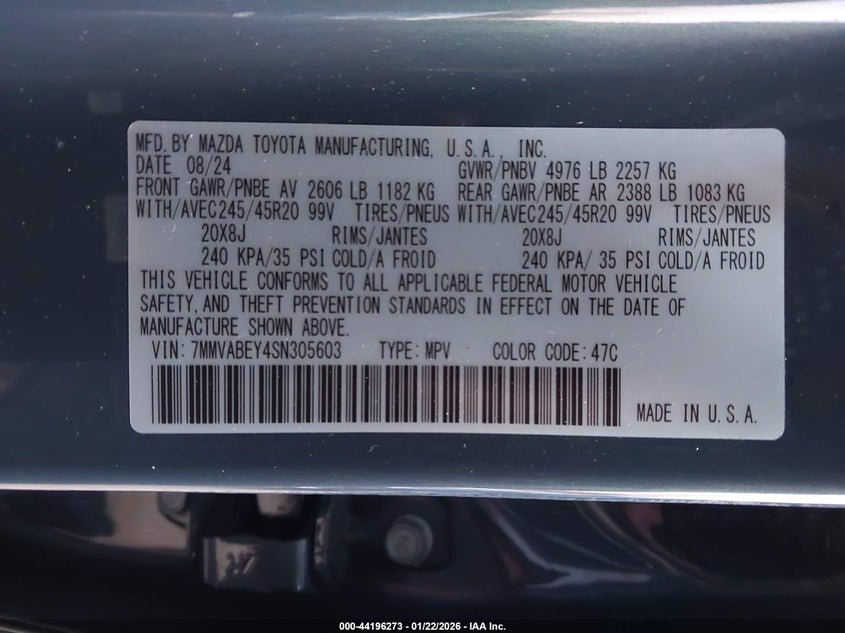 MFD. BY MAZDA TOYOTA MANUFACTURING, U.S.A., INC.
DATE 08/24 GVWR/PNBV 4976 LB 2257 KG
FRONT GAWR/PNBE AV 2606 LB 1182 KG REAR GAWR/PNBE AR 2388 LB 1083 KG
WITH/AVEC 245/45R20 99V TIRES/PNEUS WITH/AVEC 245/45R20 99V TIRES/PNEUS
20X8J RIMS/JANTES 20X8J RIMS/JANTES
240 KPA/35 PSI COLD/A FROID 240 KPA/ 35 PSI COLD/A FROID
THIS VEHICLE CONFORMS TO ALL APPLICABLE FEDERAL MOTOR VEHICLE
SAFETY, AND THEFT PREVENTION STANDARDS IN EFFECT ON THE DATE OF
MANUFACTURE SHOWN ABOVE.
VIN: 7MMVABEY4SN305603 TYPE: MPV COLOR CODE: 47C
MADE IN U.S.A.
000-44196273 - 01/22/2026 - IAA Inc.